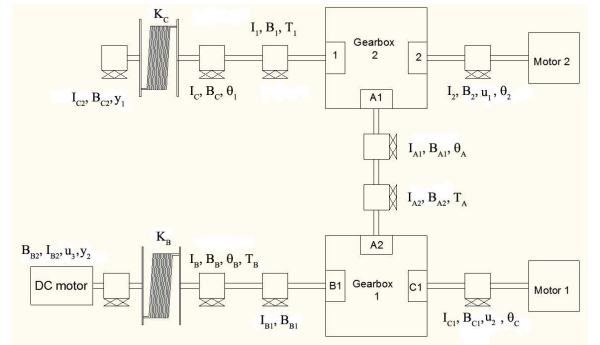 K_C
I_1, B_1, T_1
Gearbox 2
1
2
Motor 2
I_C2, B_C2, y_1
I_C, B_C, θ_1
I_2, B_2, u_1, θ_2
A1
I_A1, B_A1, θ_A
I_A2, B_A2, T_A
K_B
B_B2, I_B2, u_3, y_2
I_B, B_B, θ_B, T_B
A2
DC motor
B1
Gearbox 1
C1
Motor 1
I_B1, B_B1
I_C1, B_C1, u_2, θ_C